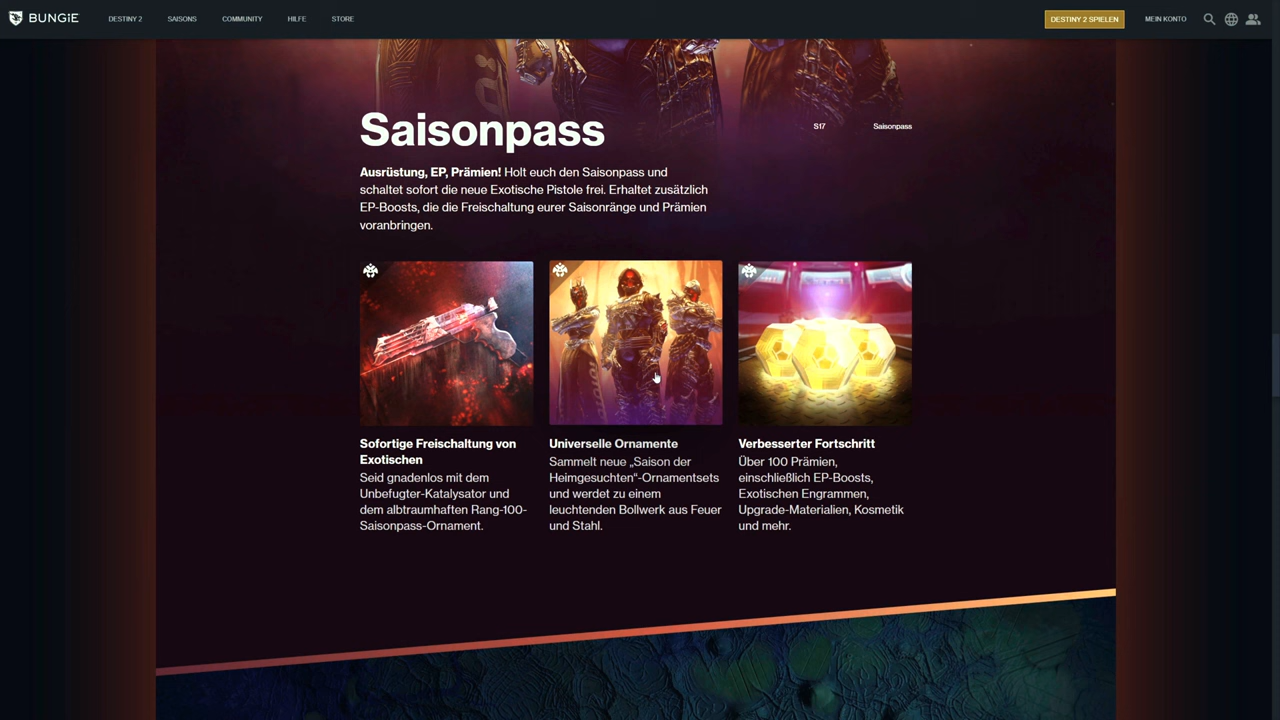 BUNGiE
DESTINY 2
SAISONS
COMMUNITY
HILFE
STORE
DESTINY 2 SPIELEN
MEIN KONTO
Saisonpass
S17
Saisonpass
Ausrüstung, EP, Prämien! Holt euch den Saisonpass und
schaltet sofort die neue Exotische Pistole frei. Erhaltet zusätzlich
EP-Boosts, die die Freischaltung eurer Saisonränge und Prämien
voranbringen.
Sofortige Freischaltung von
Exotischen
Seid gnadenlos mit dem
Unbefugter-Katalysator und
dem albtraumhaften Rang-100-
Saisonpass-Ornament.
Universelle Ornamente
Sammelt neue „Saison der
Heimgesuchten“-Ornamentsets
und werdet zu einem
leuchtenden Bollwerk aus Feuer
und Stahl.
Verbesserter Fortschritt
Über 100 Prämien,
einschließlich EP-Boosts,
Exotischen Engrammen,
Upgrade-Materialien, Kosmetik
und mehr.